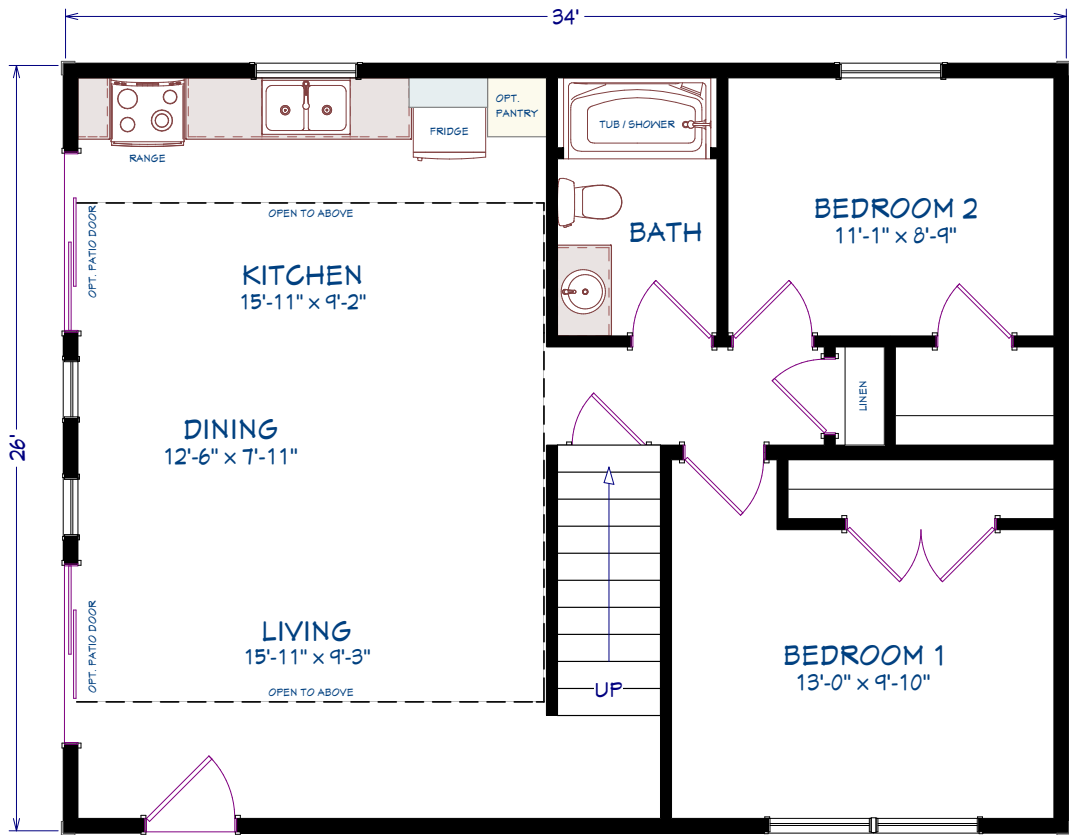 34'
OPT.
PANTRY
FRIDGE
TUB / SHOWER
RANGE
OPT. PATIO DOOR
OPEN TO ABOVE
BATH
BEDROOM 2
11'-1" x 8'-9"
KITCHEN
15'-11" x 9'-2"
LINEN
26'
DINING
12'-6" x 7'-11"
LIVING
15'-11" x 9'-3"
OPT. PATIO DOOR
OPEN TO ABOVE
UP
BEDROOM 1
13'-0" x 9'-10"